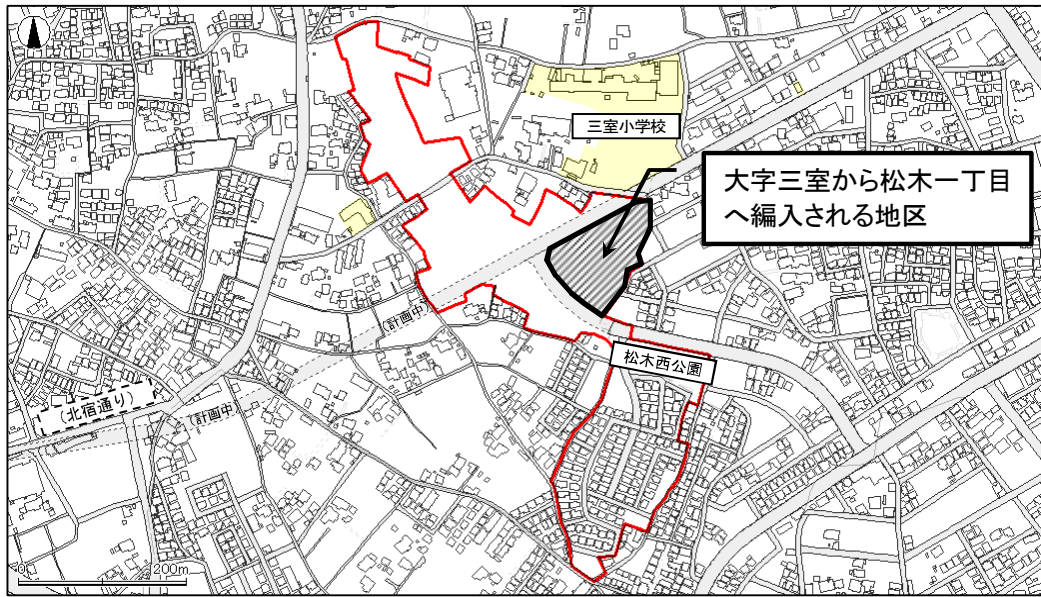 三室小学校
大字三室から松木一丁目
へ編入される地区
(計画中)
松木西公園
(北宿通り)
(計画中)
0
200m